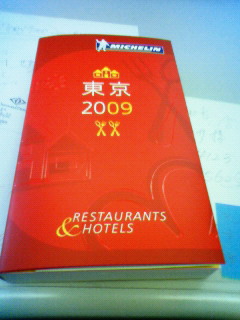 MICHELIN
東京
2009
RESTAURANTS
& HOTELS